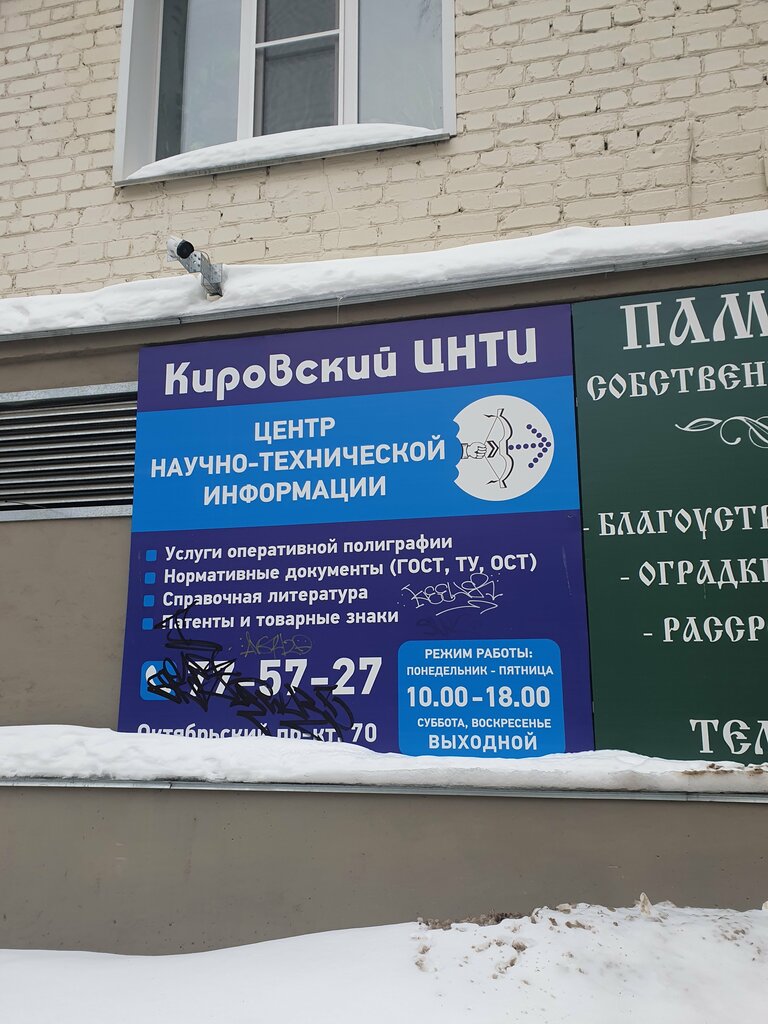 Кировский ЦНТИ
ЦЕНТР
НАУЧНО-ТЕХНИЧЕСКОЙ
ИНФОРМАЦИИ
Услуги оперативной полиграфии
Нормативные документы (ГОСТ, ТУ, ОСТ)
Справочная литература
Патенты и товарные знаки
77-57-27
Октябрьский пр-кт, 70
РЕЖИМ РАБОТЫ:
ПОНЕДЕЛЬНИК - ПЯТНИЦА
10.00-18.00
СУББОТА, ВОСКРЕСЕНЬЕ
ВЫХОДНОЙ
ПАМ
СОБСТВЕН
- БЛАГОУСТР
- ОГРАДК
- РАССР
ТЕЛ